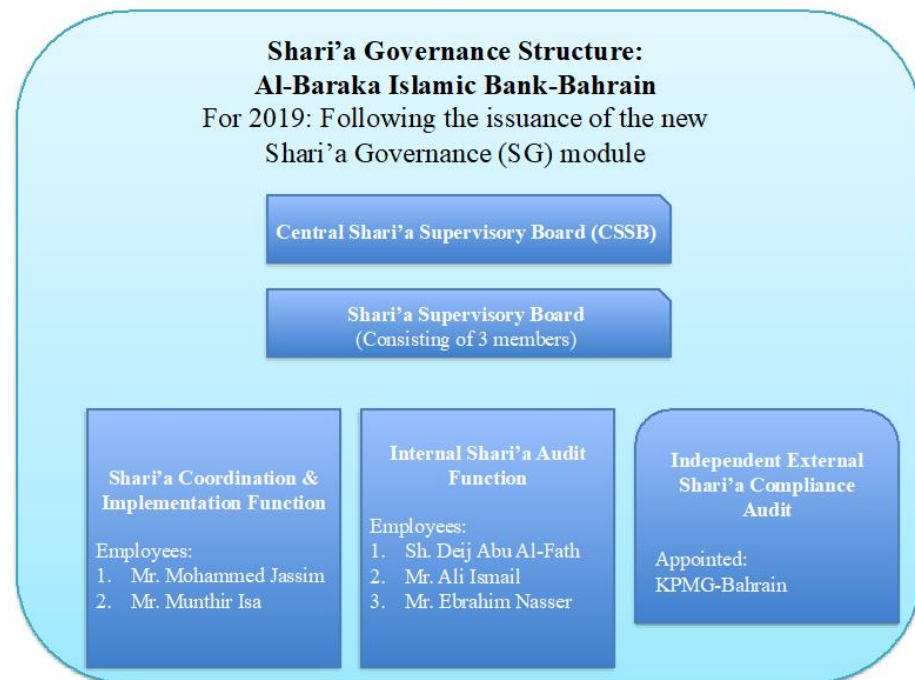 Shari’a Governance Structure:
Al-Baraka Islamic Bank-Bahrain
For 2019: Following the issuance of the new
Shari’a Governance (SG) module
Central Shari’a Supervisory Board (CSSB)
Shari’a Supervisory Board
(Consisting of 3 members)
Shari’a Coordination &
Implementation Function
Employees:
1. Mr. Mohammed Jassim
2. Mr. Munthir Isa
Internal Shari’a Audit
Function
Employees:
1. Sh. Deij Abu Al-Fath
2. Mr. Ali Ismail
3. Mr. Ebrahim Nasser
Independent External
Shari’a Compliance
Audit
Appointed:
KPMG-Bahrain